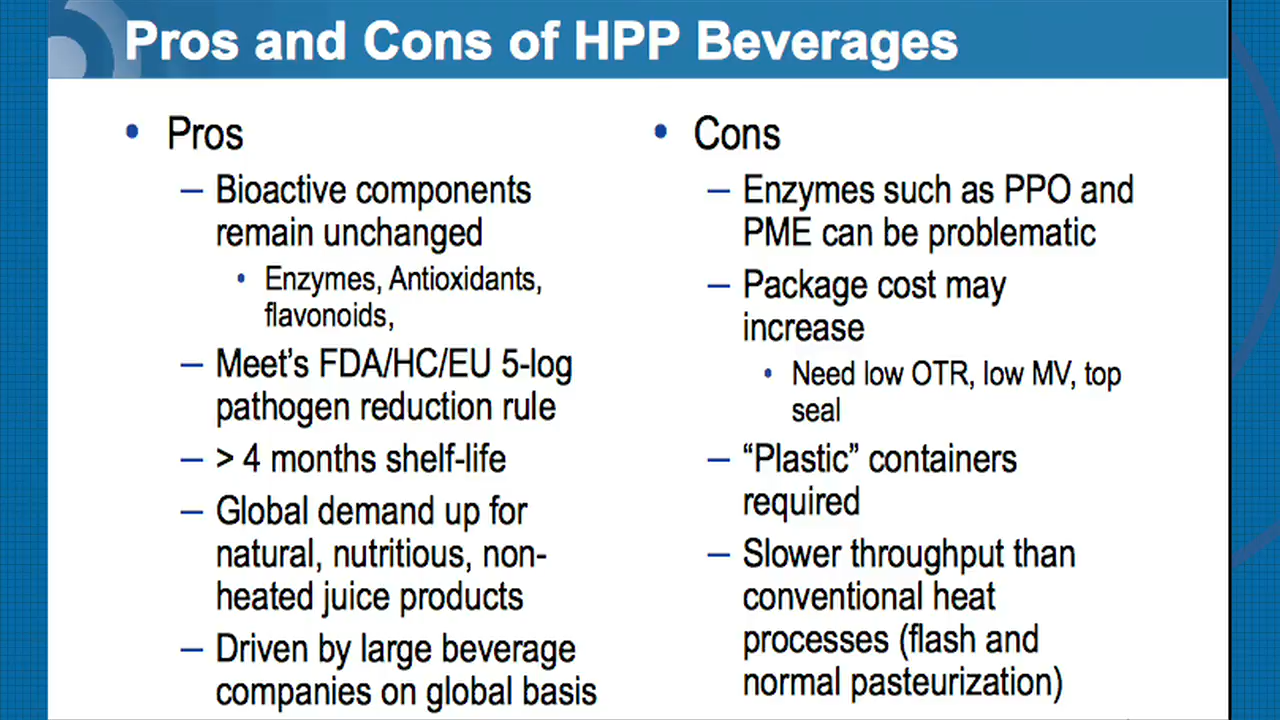 Pros and Cons of HPP Beverages
• Pros
– Bioactive components
remain unchanged
• Enzymes, Antioxidants,
flavonoids,
– Meet's FDA/HC/EU 5-log
pathogen reduction rule
– > 4 months shelf-life
– Global demand up for
natural, nutritious, non-
heated juice products
– Driven by large beverage
companies on global basis
• Cons
– Enzymes such as PPO and
PME can be problematic
– Package cost may
increase
• Need low OTR, low MV, top
seal
– “Plastic” containers
required
– Slower throughput than
conventional heat
processes (flash and
normal pasteurization)